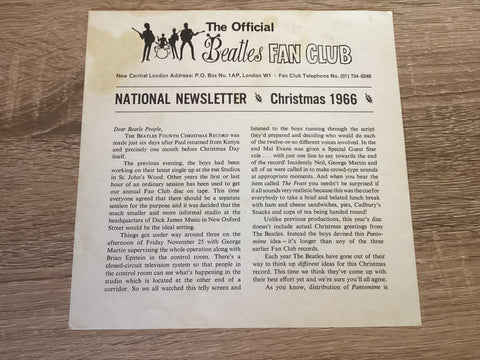 The Official
Beatles FAN CLUB
New Central London Address: P.O. Box No. 1AP, London W1 · Fan Club Telephone No. (01) 734-0246
NATIONAL NEWSLETTER Christmas 1966
Dear Beatle People,
THE BEATLES FOURTH CHRISTMAS RECORD was
made just six days after Paul returned from Kenya
and precisely one month before Christmas Day
itself.
The previous evening, the boys had been
working on their latest single up at the EMI Studios
in St. John's Wood. Other years the first or last
hour of an ordinary session has been used to get
our annual Fan Club disc on tape. This time
everyone agreed that there should be a separate
session for the purpose and it was decided that the
much smaller and more informal studio at the
headquarters of Dick James Music in New Oxford
Street would be the ideal setting.
Things got under way around three on the
afternoon of Friday November 25 with George
Martin supervising the whole operation along with
Brian Epstein in the control room. There's a
closed-circuit television system so that people in
the control room can see what's happening in the
studio which is located at the other end of a
corridor. So we all watched this telly screen and
listened to the boys running through the script
they'd prepared and deciding who would do each
of the twelve-or-so different voices involved. In the
end Mal Evans was given a Special Guest Star
role . . . with just one line to say towards the end of
the record! Incidently Neil, George Martin and
all of us were called in to make crowd-type sounds
at appropriate moments. And when you hear the
item called The Feast you needn't be surprised if
it all sounds very realistic because this was the cue for
everybody to take a brief and belated lunch break
with ham and cheese sandwiches, pies, Cadbury's
Snacks and cups of tea being handed round!
Unlike previous productions, this year's disc
doesn't include actual Christmas greetings from
The Beatles. Instead the boys devised this Panto-
mime idea—it's longer than any of the three
earlier Fan Club records.
Each year The Beatles have gone out of their
way to think up different ideas for this Christmas
record. This time we think they've come up with
their best effort yet and we're sure you'll all agree.
As you know, distribution of Pantomime is